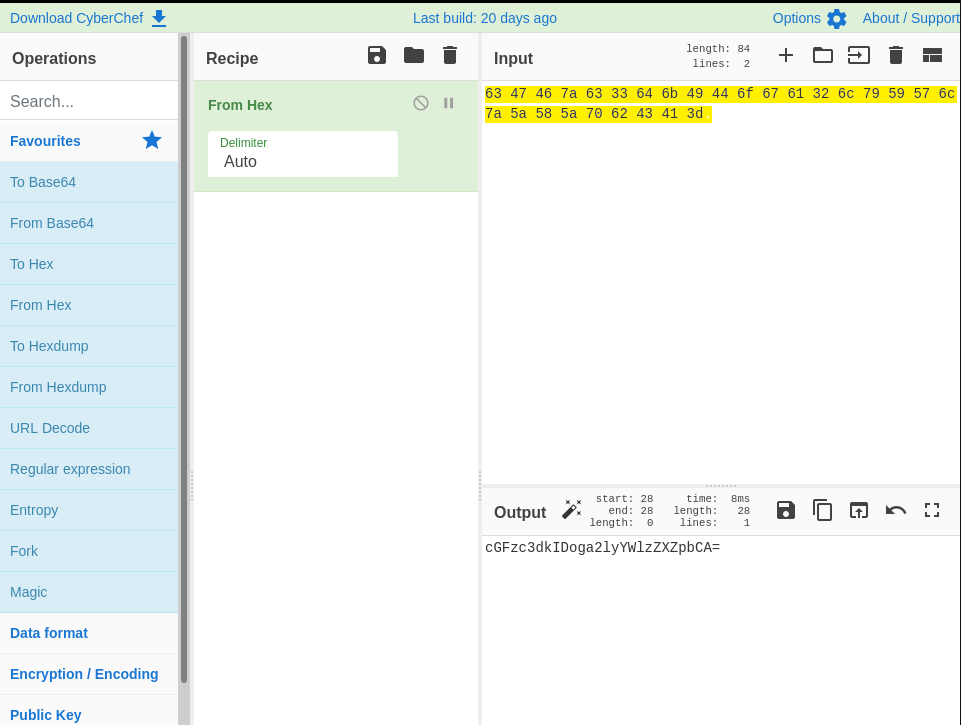 Download CyberChef
Last build: 20 days ago
Options
About / Support
Operations
Search...
Favourites
To Base64
From Base64
To Hex
From Hex
To Hexdump
From Hexdump
URL Decode
Regular expression
Entropy
Fork
Magic
Data format
Encryption / Encoding
Public Key
Recipe
From Hex
Delimiter
Auto
Input
length: 84
lines: 2
63 47 46 7a 63 33 64 6b 49 44 6f 67 61 32 6c 79 59 57 6c
7a 5a 58 5a 70 62 43 41 3d
Output
start: 28
end: 28
length: 0
time: 8ms
length: 28
lines: 1
cGFzc3dkIDoga2lyYWlzZXZpbCA=